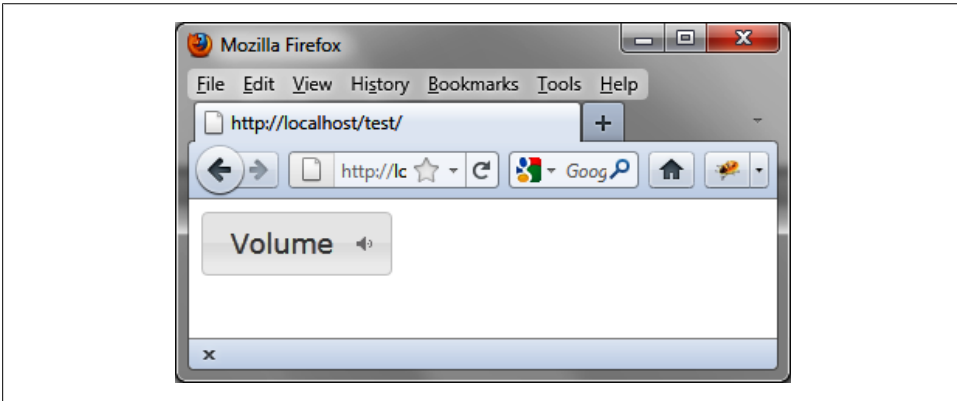 Mozilla Firefox
File Edit View History Bookmarks Tools Help
http://localhost/test/
http://lc
Goog
Volume